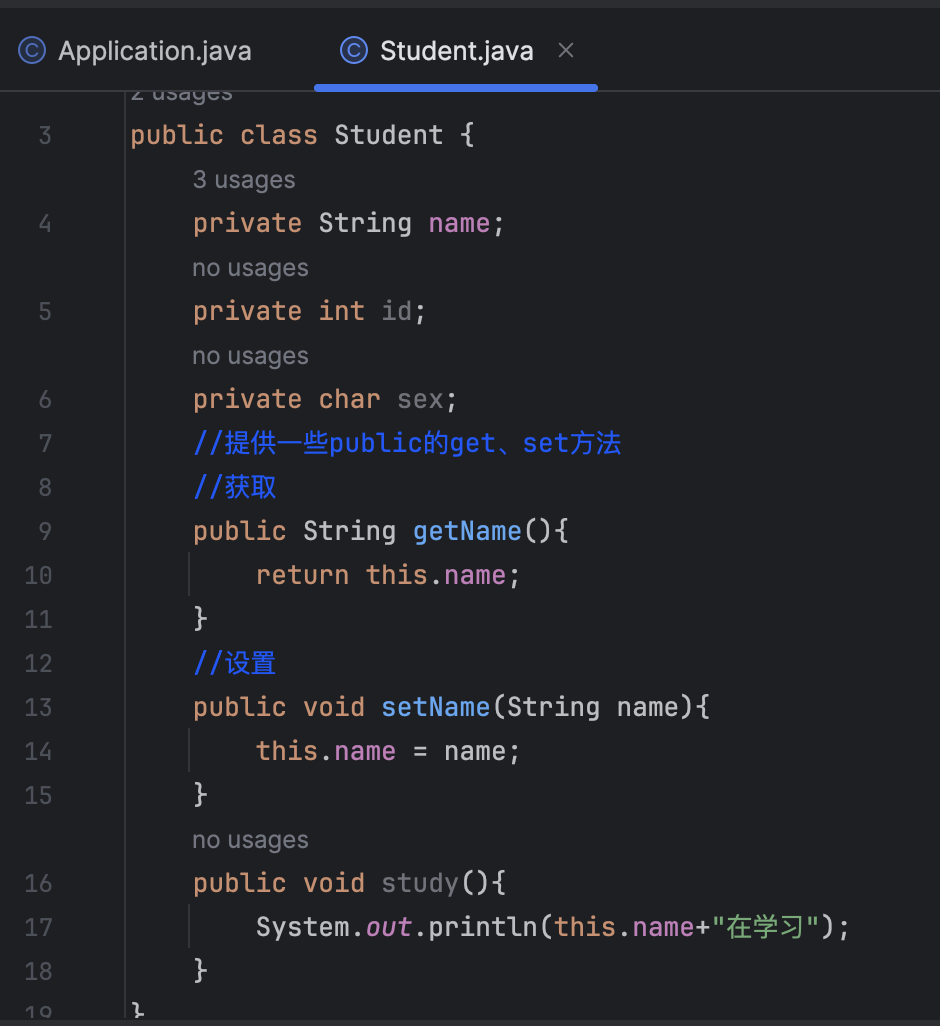 Application.java
Student.java
2 usages
3 public class Student {
3 usages
4 private String name;
no usages
5 private int id;
no usages
6 private char sex;
7 //提供一些public的get、set方法
8 //获取
9 public String getName(){
10 return this.name;
11 }
12 //设置
13 public void setName(String name){
14 this.name = name;
15 }
no usages
16 public void study(){
17 System.out.println(this.name+"在学习");
18 }
19 }